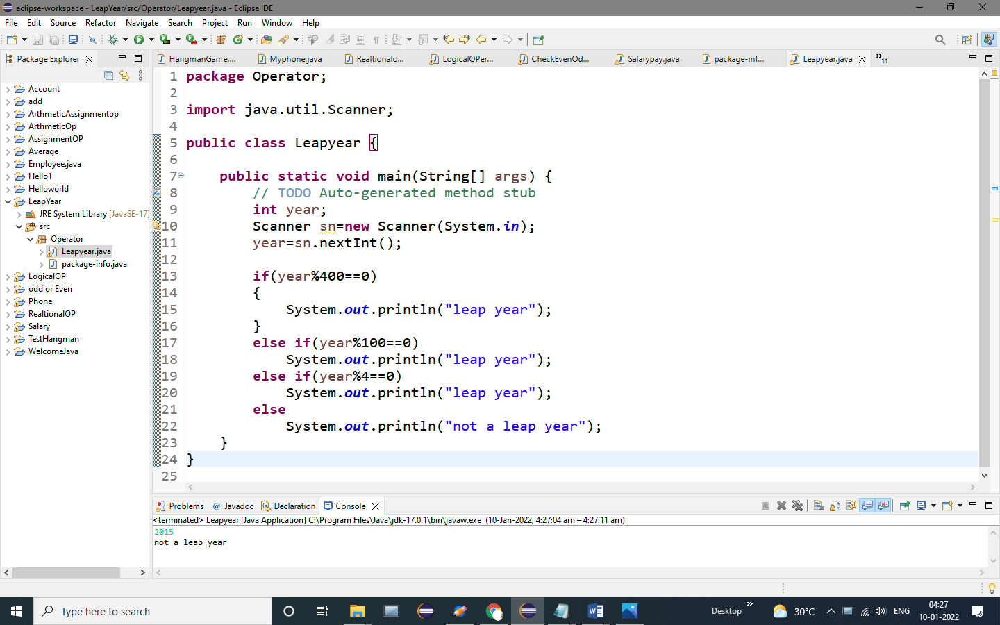 eclipse-workspace - LeapYear/src/Operator/Leapyear.java - Eclipse IDE
File Edit Source Refactor Navigate Search Project Run Window Help
Package Explorer
HangmanGame.... Myphone.java Realtionalo... LogicalOPer... CheckEvenOd... Salarypay.java package-inf... Leapyear.java »11
Account
add
ArthmeticAssignmentop
ArthmeticOp
AssignmentOP
Average
Employee.java
Hello1
Helloworld
LeapYear
JRE System Library [JavaSE-17]
src
Operator
Leapyear.java
package-info.java
LogicalOP
odd or Even
Phone
RealtionalOP
Salary
TestHangman
WelcomeJava
1 package Operator;
2
3 import java.util.Scanner;
4
5 public class Leapyear {
6
7 public static void main(String[] args) {
8 // TODO Auto-generated method stub
9 int year;
10 Scanner sn=new Scanner(System.in);
11 year=sn.nextInt();
12
13 if(year%400==0)
14 {
15 System.out.println("leap year");
16 }
17 else if(year%100==0)
18 System.out.println("leap year");
19 else if(year%4==0)
20 System.out.println("leap year");
21 else
22 System.out.println("not a leap year");
23 }
24 }
25
Problems @ Javadoc Declaration Console
<terminated> Leapyear [Java Application] C:\Program Files\Java\jdk-17.0.1\bin\javaw.exe (10-Jan-2022, 4:27:04 am – 4:27:11 am)
2015
not a leap year
Type here to search
Desktop » 30°C ENG 04:27
10-01-2022